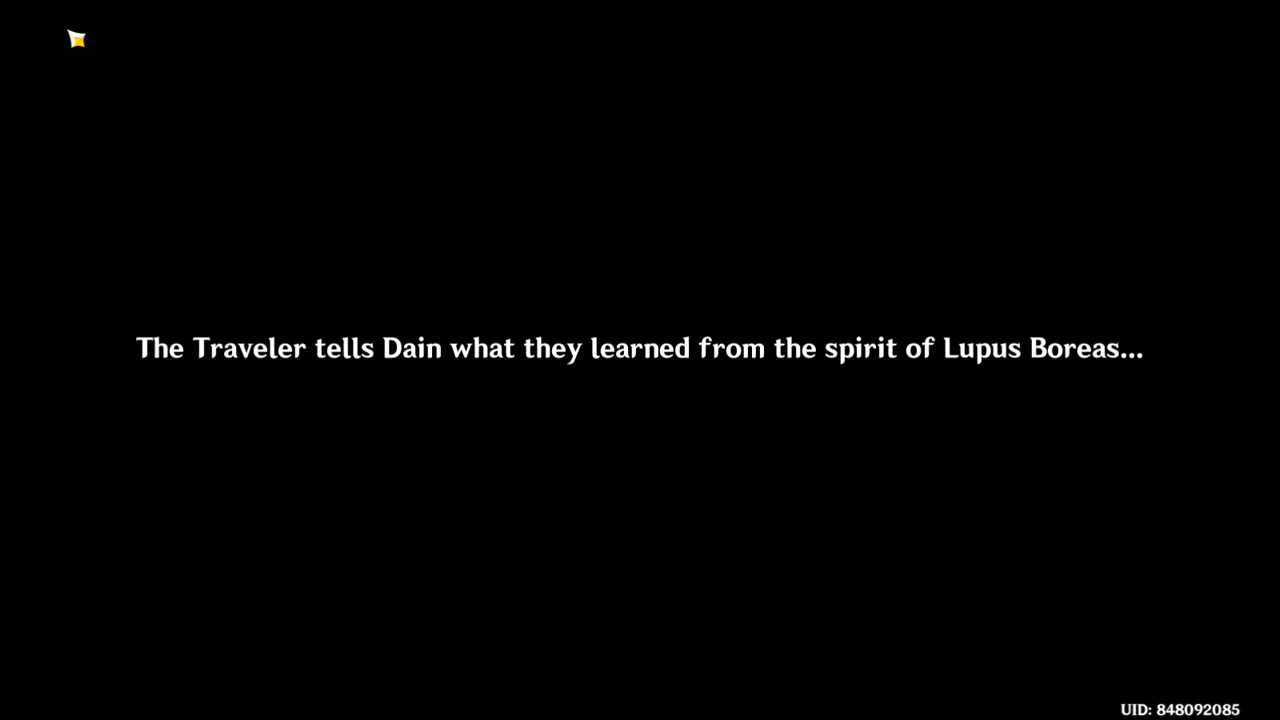 The Traveler tells Dain what they learned from the spirit of Lupus Boreas...
UID: 848092085